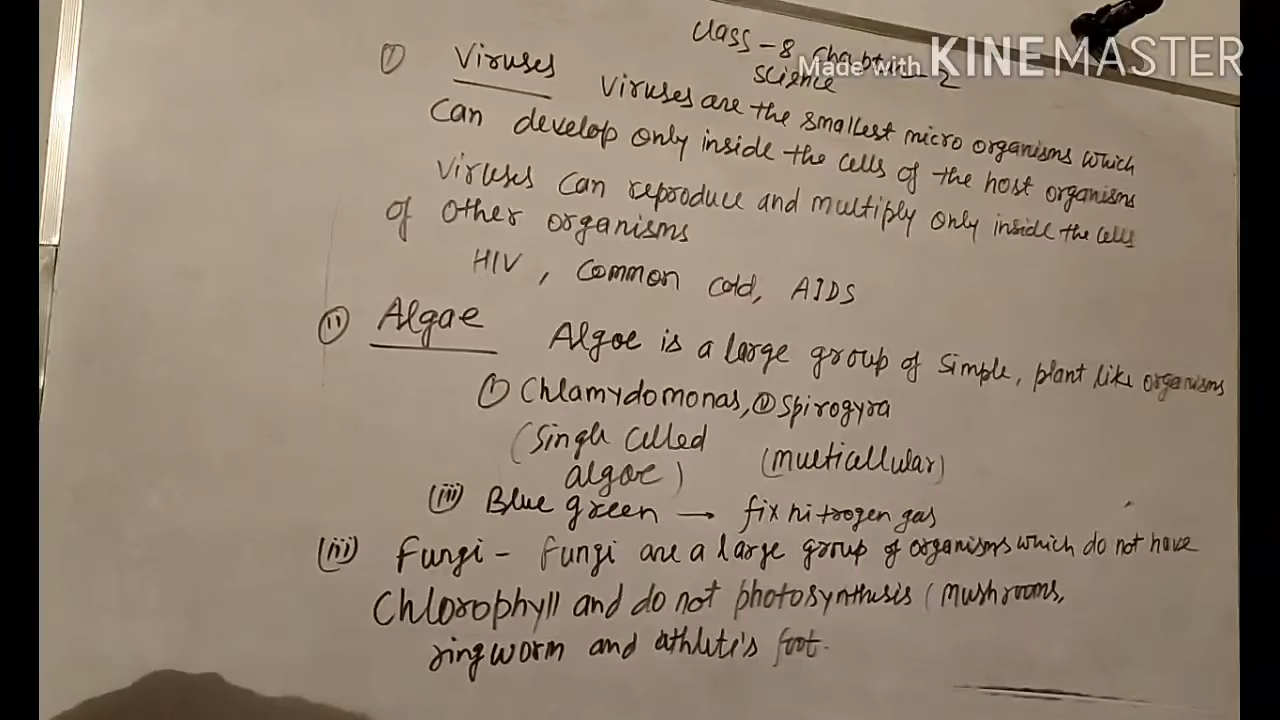 Class - 8 Chapter - 2
Science
Made with KINEMASTER
(i) Viruses Viruses are the smallest micro organisms which
can develop only inside the cells of the host organisms
Viruses can reproduce and multiply only inside the cells
of other organisms
HIV, Common cold, AIDS
(ii) Algae Algae is a large group of simple, plant like organisms
(i) Chlamydomonas, (ii) Spirogyra
(Single celled (multicellular)
algae)
(iii) Blue green → fix nitrogen gas
(iii) Fungi - Fungi are a large group of organisms which do not have
Chlorophyll and do not photosynthesis (mushrooms,
ringworm and athlete's foot.